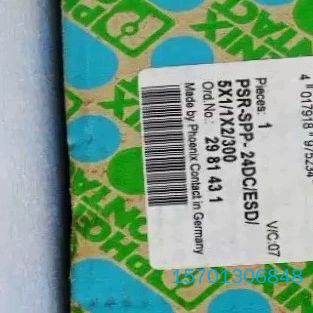 Pieces: 1
PSR-SPP- 24DC/ESD/
5X1/1X2/300
Ord.No.: 29 81 43 1
Made by Phoenix Contact in Germany
V/C:07
4 017918 975234
15701306848